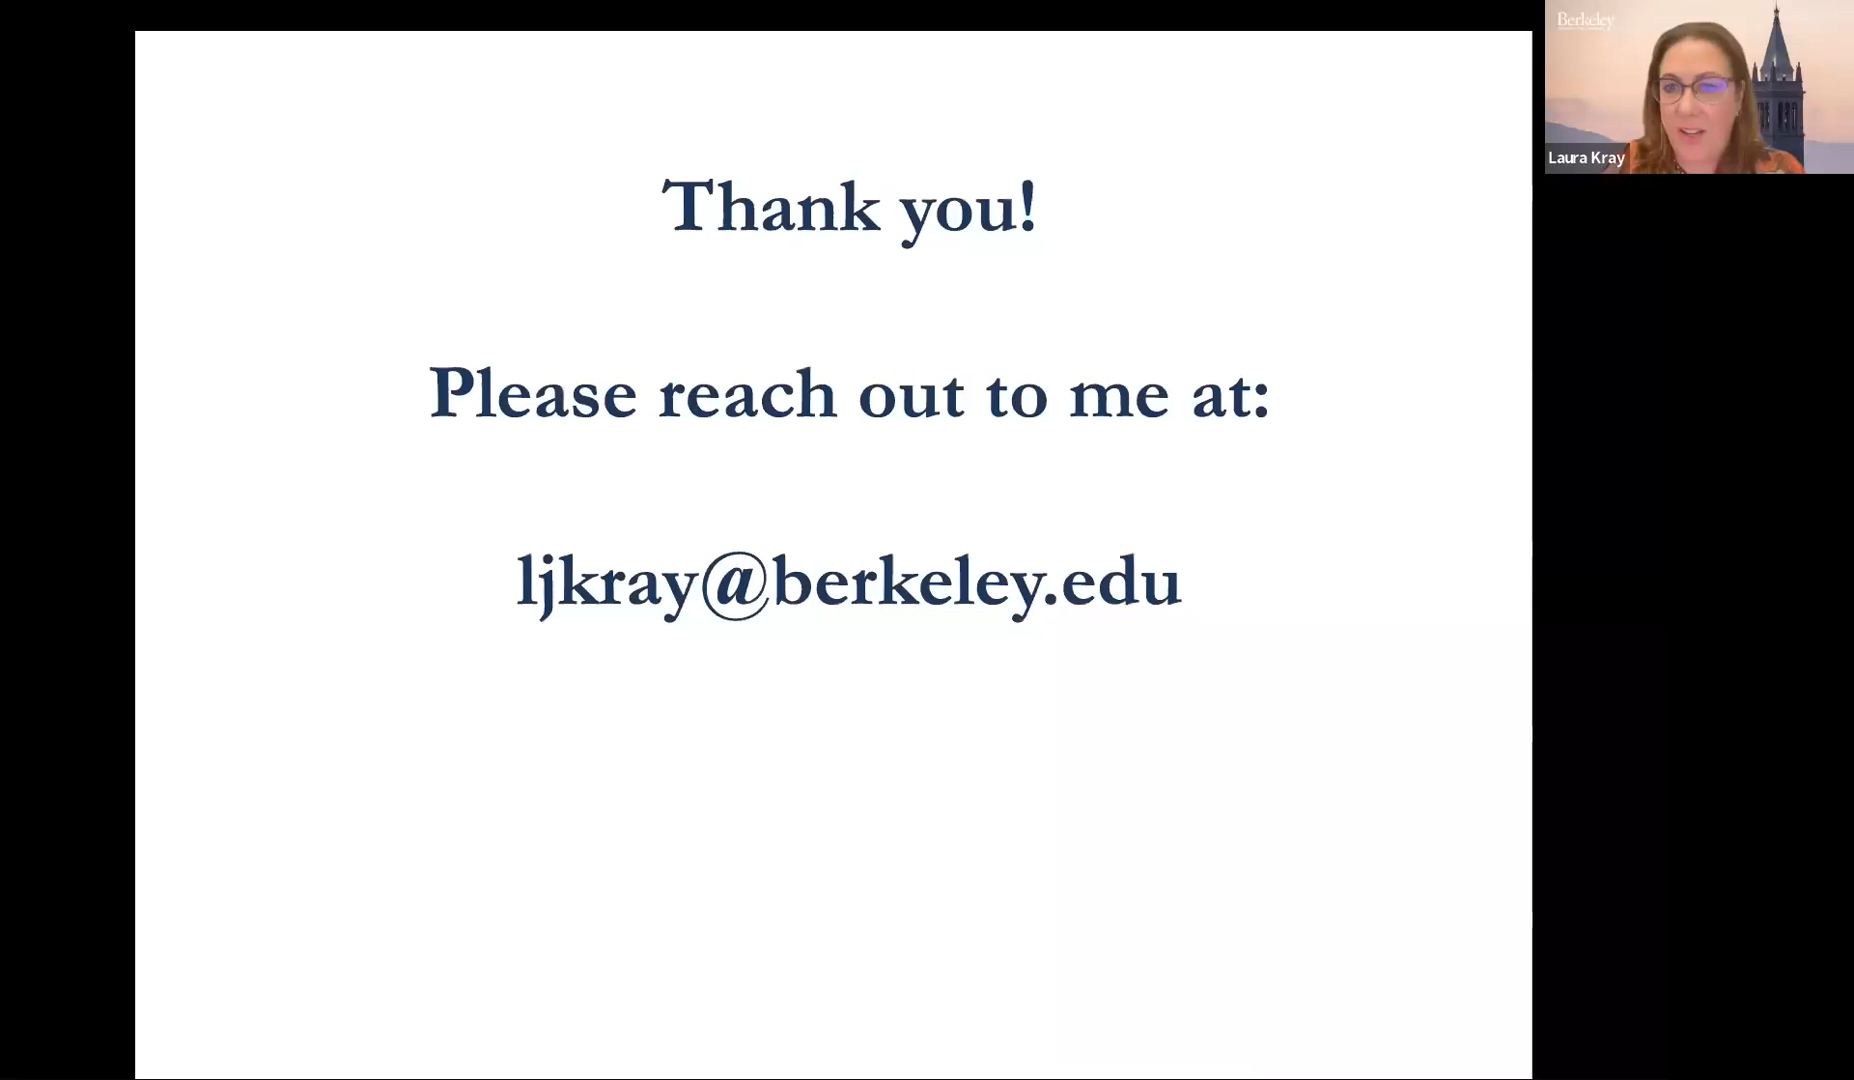 Thank you!
Please reach out to me at:
ljkray@berkeley.edu
Berkeley
Laura Kray